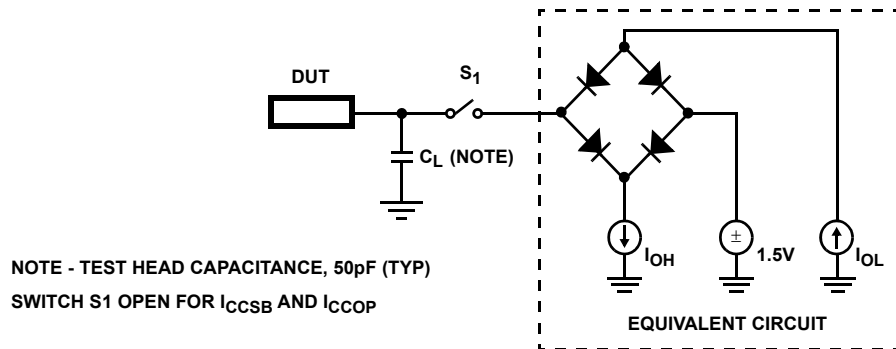 DUT
S1
CL (NOTE)
IOH
±
1.5V
IOL
NOTE - TEST HEAD CAPACITANCE, 50pF (TYP)
SWITCH S1 OPEN FOR ICCSB AND ICCOP
EQUIVALENT CIRCUIT